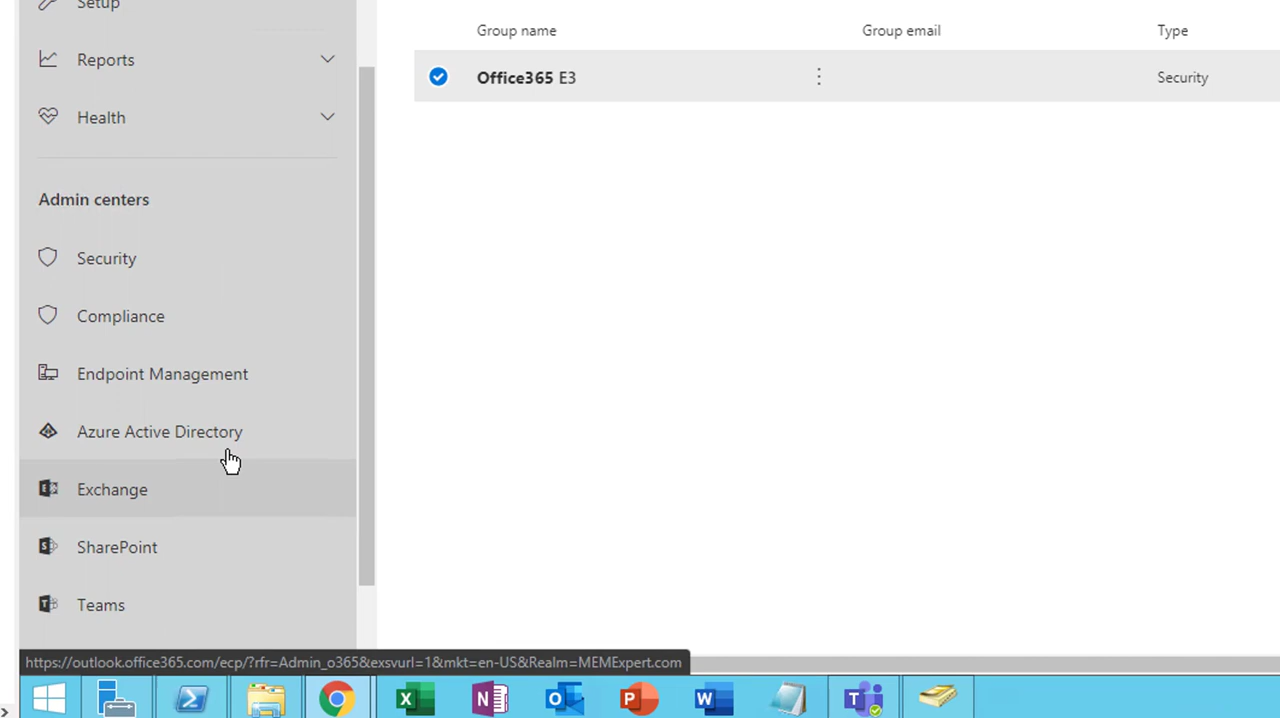 Setup
Reports
Health
Admin centers
Security
Compliance
Endpoint Management
Azure Active Directory
Exchange
SharePoint
Teams
Group name Group email Type
Office365 E3 Security
https://outlook.office365.com/ecp/?rfr=Admin_o365&exsvurl=1&mkt=en-US&Realm=MEMExpert.com